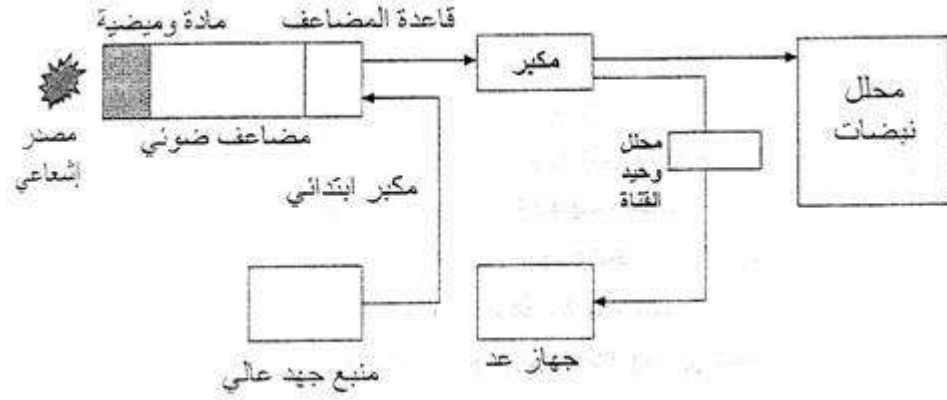 مادة وميضية
قاعدة المضاعف
مكبر
محلل
نبضات
مضاعف ضوئي
مصدر
إشعاعي
محلل
وحيد
القناة
مكبر ابتدائي
جهاز عد
منبع جهد عالي